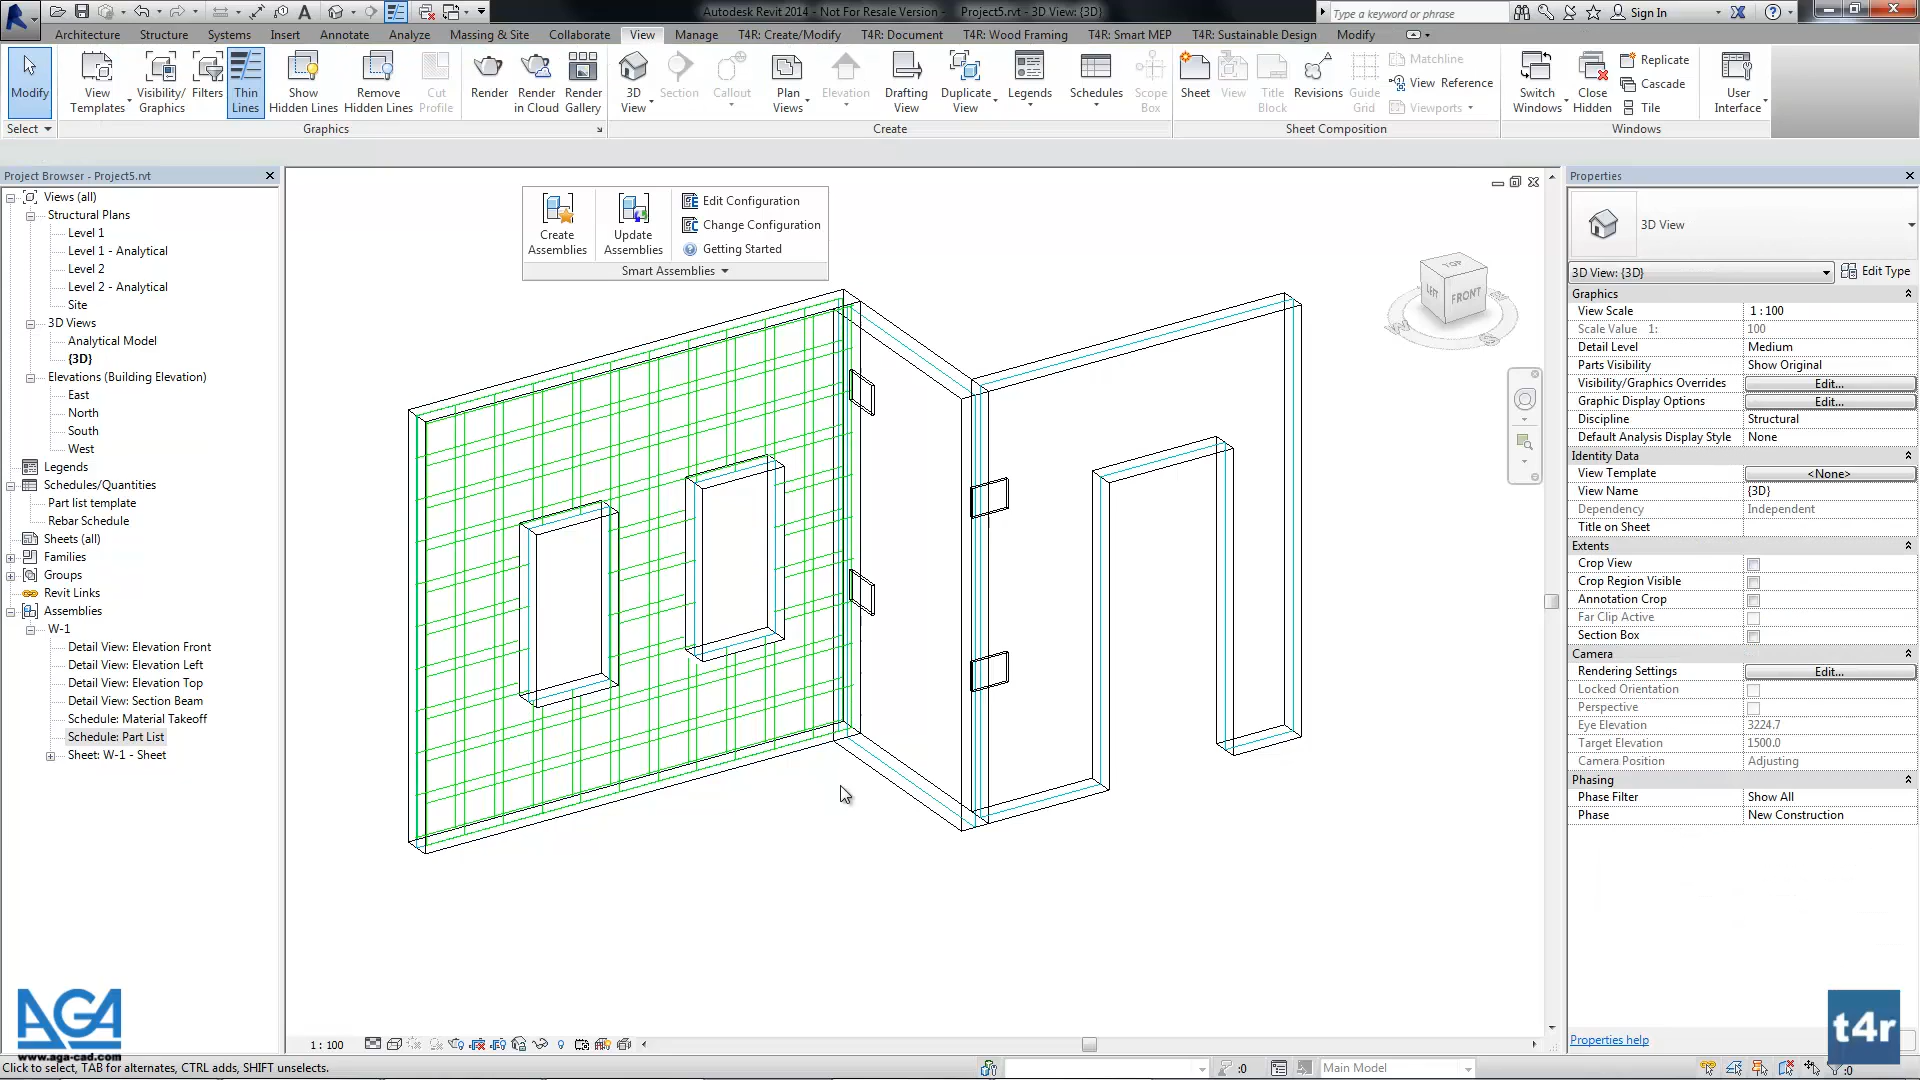 Autodesk Revit 2014 - Not For Resale Version - Project5.rvt - 3D View: {3D}
Type a keyword or phrase
Sign In
Architecture Structure Systems Insert Annotate Analyze Massing & Site Collaborate View Manage T4R: Create/Modify T4R: Document T4R: Wood Framing T4R: Smart MEP T4R: Sustainable Design Modify
Modify
View Templates
Visibility/ Graphics
Filters
Thin Lines
Show Hidden Lines
Remove Hidden Lines
Cut Profile
Render
Render in Cloud
Render Gallery
3D View
Section
Callout
Plan Views
Elevation
Drafting View
Duplicate View
Legends
Schedules
Scope Box
Sheet
View
Title Block
Revisions
Guide Grid
Matchline
View Reference
Viewports
Switch Windows
Close Hidden
Replicate
Cascade
Tile
User Interface
Select
Graphics
Create
Sheet Composition
Windows
Project Browser - Project5.rvt
Views (all)
Structural Plans
Level 1
Level 1 - Analytical
Level 2
Level 2 - Analytical
Site
3D Views
Analytical Model
{3D}
Elevations (Building Elevation)
East
North
South
West
Legends
Schedules/Quantities
Part list template
Rebar Schedule
Sheets (all)
Families
Groups
Revit Links
Assemblies
W-1
Detail View: Elevation Front
Detail View: Elevation Left
Detail View: Elevation Top
Detail View: Section Beam
Schedule: Material Takeoff
Schedule: Part List
Sheet: W-1 - Sheet
AGA
www.aga-cad.com
Create Assemblies
Update Assemblies
Edit Configuration
Change Configuration
Getting Started
Smart Assemblies
TOP
LEFT
FRONT
W
S
Properties
3D View
3D View: {3D}
Edit Type
Graphics
View Scale 1 : 100
Scale Value 1: 100
Detail Level Medium
Parts Visibility Show Original
Visibility/Graphics Overrides Edit...
Graphic Display Options Edit...
Discipline Structural
Default Analysis Display Style None
Identity Data
View Template <None>
View Name {3D}
Dependency Independent
Title on Sheet
Extents
Crop View
Crop Region Visible
Annotation Crop
Far Clip Active
Section Box
Camera
Rendering Settings Edit...
Locked Orientation
Perspective
Eye Elevation 3224.7
Target Elevation 1500.0
Camera Position Adjusting
Phasing
Phase Filter Show All
Phase New Construction
Properties help
t4r
1 : 100
Click to select, TAB for alternates, CTRL adds, SHIFT unselects.
:0
Main Model
:0